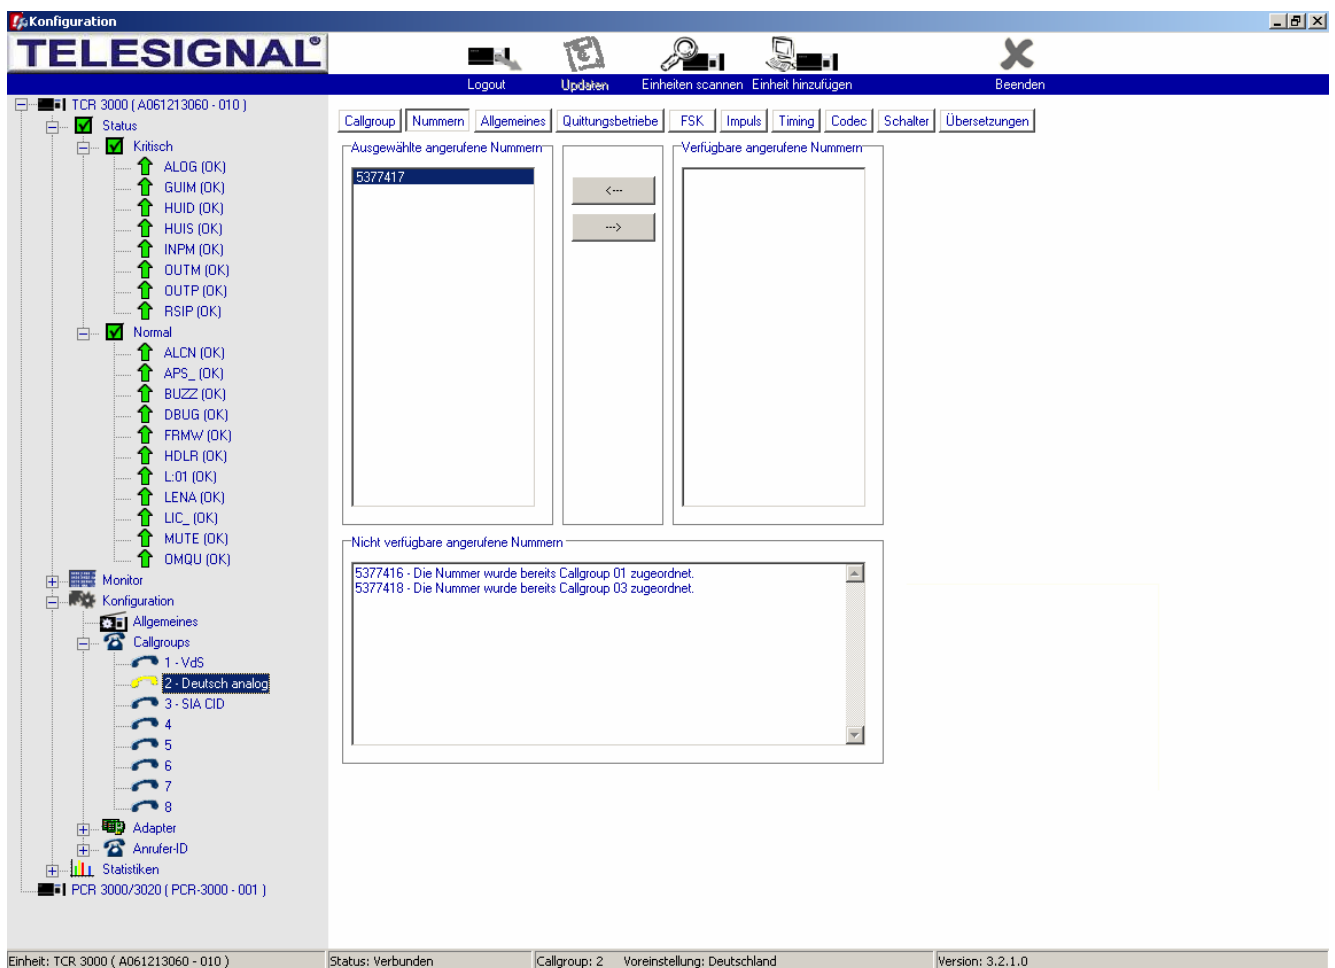 Konfiguration
TELESIGNAL®
Logout
Updaten
Einheiten scannen
Einheit hinzufügen
Beenden
TCR 3000 ( A061213060 - 010 )
Status
Kritisch
ALOG (OK)
GUIM (OK)
HUID (OK)
HUIS (OK)
INPM (OK)
OUTM (OK)
OUTP (OK)
RSIP (OK)
Normal
ALCN (OK)
APS_ (OK)
BUZZ (OK)
DBUG (OK)
FRMW (OK)
HDLR (OK)
L:01 (OK)
LENA (OK)
LIC_ (OK)
MUTE (OK)
OMQU (OK)
Monitor
Konfiguration
Allgemeines
Callgroups
1 - VdS
2 - Deutsch analog
3 - SIA CID
4
5
6
7
8
Adapter
Anrufer-ID
Statistiken
PCR 3000/3020 ( PCR-3000 - 001 )
Callgroup
Nummern
Allgemeines
Quittungsbetriebe
FSK
Impuls
Timing
Codec
Schalter
Übersetzungen
Ausgewählte angerufene Nummern
5377417
<---
--->
Verfügbare angerufene Nummern
Nicht verfügbare angerufene Nummern
5377416 - Die Nummer wurde bereits Callgroup 01 zugeordnet.
5377418 - Die Nummer wurde bereits Callgroup 03 zugeordnet.
Einheit: TCR 3000 ( A061213060 - 010 )
Status: Verbunden
Callgroup: 2
Voreinstellung: Deutschland
Version: 3.2.1.0